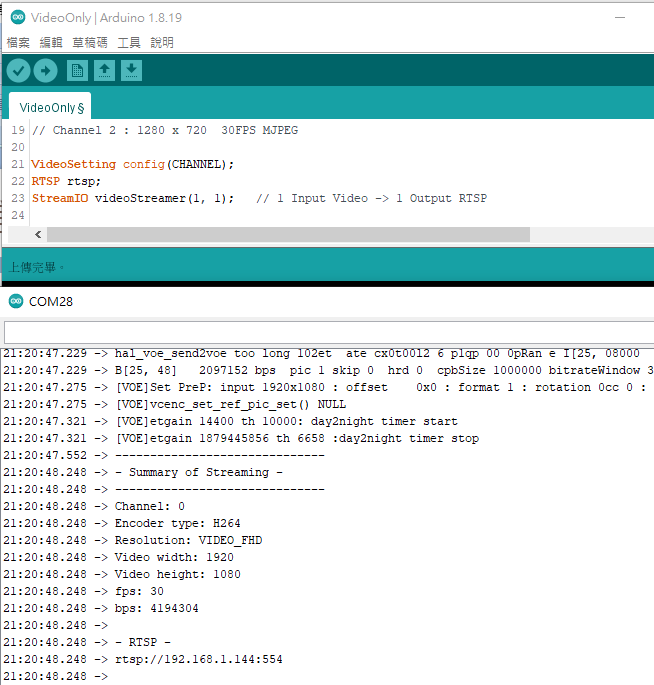 VideoOnly | Arduino 1.8.19
檔案 編輯 草稿碼 工具 說明
VideoOnly §
19 // Channel 2 : 1280 x 720  30FPS MJPEG
20
21 VideoSetting config(CHANNEL);
22 RTSP rtsp;
23 StreamIO videoStreamer(1, 1);   // 1 Input Video -> 1 Output RTSP
24
上傳完畢。
COM28
21:20:47.229 -> hal_voe_send2voe too long 102et  ate cx0t0012 6 plqp 00 0pRan e I[25, 08000
21:20:47.229 -> B[25, 48]   2097152 bps  pic 1 skip 0  hrd 0  cpbSize 1000000 bitrateWindow 3
21:20:47.275 -> [VOE]Set PreP: input 1920x1080 : offset    0x0 : format 1 : rotation 0cc 0 :
21:20:47.275 -> [VOE]vcenc_set_ref_pic_set() NULL
21:20:47.321 -> [VOE]etgain 14400 th 10000: day2night timer start
21:20:47.321 -> [VOE]etgain 1879445856 th 6658 :day2night timer stop
21:20:47.552 -> ------------------------------
21:20:48.248 -> - Summary of Streaming -
21:20:48.248 -> ------------------------------
21:20:48.248 -> Channel: 0
21:20:48.248 -> Encoder type: H264
21:20:48.248 -> Resolution: VIDEO_FHD
21:20:48.248 -> Video width: 1920
21:20:48.248 -> Video height: 1080
21:20:48.248 -> fps: 30
21:20:48.248 -> bps: 4194304
21:20:48.248 ->
21:20:48.248 -> - RTSP -
21:20:48.248 -> rtsp://192.168.1.144:554
21:20:48.248 ->